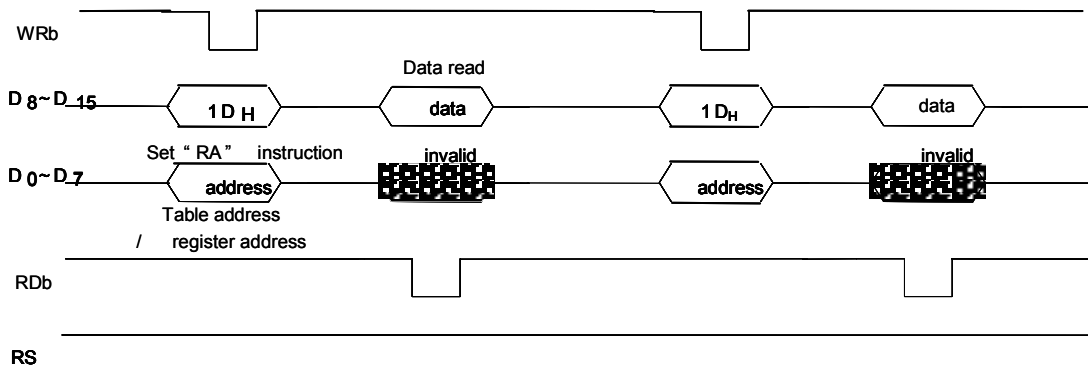 WRb
Data read
D 8~D 15 1D H data 1DH data
Set “ RA” instruction invalid invalid
D 0~D 7 address address
Table address
/ register address
RDb
RS